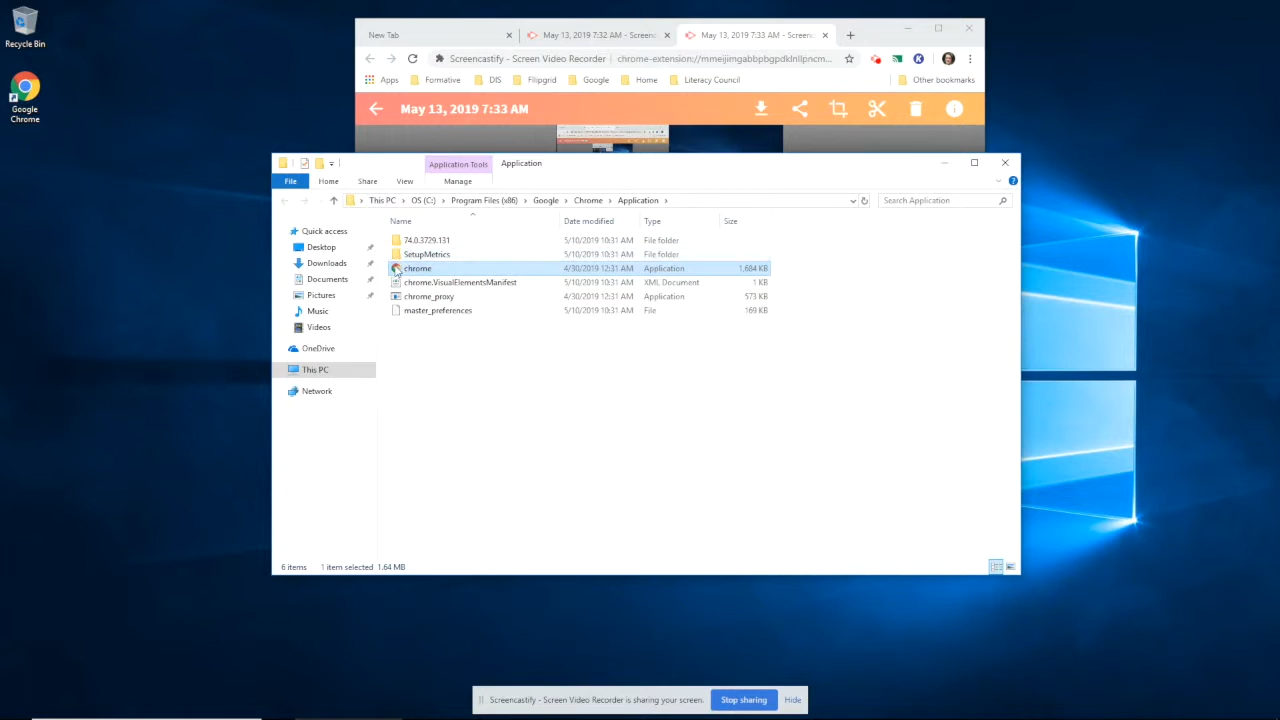 Recycle Bin
Google
Chrome
New Tab
May 13, 2019 7:32 AM - Screenc
May 13, 2019 7:33 AM - Screenc
Screencastify - Screen Video Recorder
chrome-extension://mmeijimgabbpbgpdklnllpncm...
Apps
Formative
DIS
Flipgrid
Google
Home
Literacy Council
Other bookmarks
May 13, 2019 7:33 AM
Application Tools
Application
File
Home
Share
View
Manage
This PC
OS (C:)
Program Files (x86)
Google
Chrome
Application
Search Application
Name
Date modified
Type
Size
Quick access
Desktop
Downloads
Documents
Pictures
Music
Videos
OneDrive
This PC
Network
74.0.3729.131 5/10/2019 10:31 AM File folder
SetupMetrics 5/10/2019 10:31 AM File folder
chrome 4/30/2019 12:31 AM Application 1,684 KB
chrome.VisualElementsManifest 5/10/2019 10:31 AM XML Document 1 KB
chrome_proxy 4/30/2019 12:31 AM Application 573 KB
master_preferences 5/10/2019 10:31 AM File 169 KB
6 items 1 item selected 1.64 MB
Screencastify - Screen Video Recorder is sharing your screen.
Stop sharing
Hide